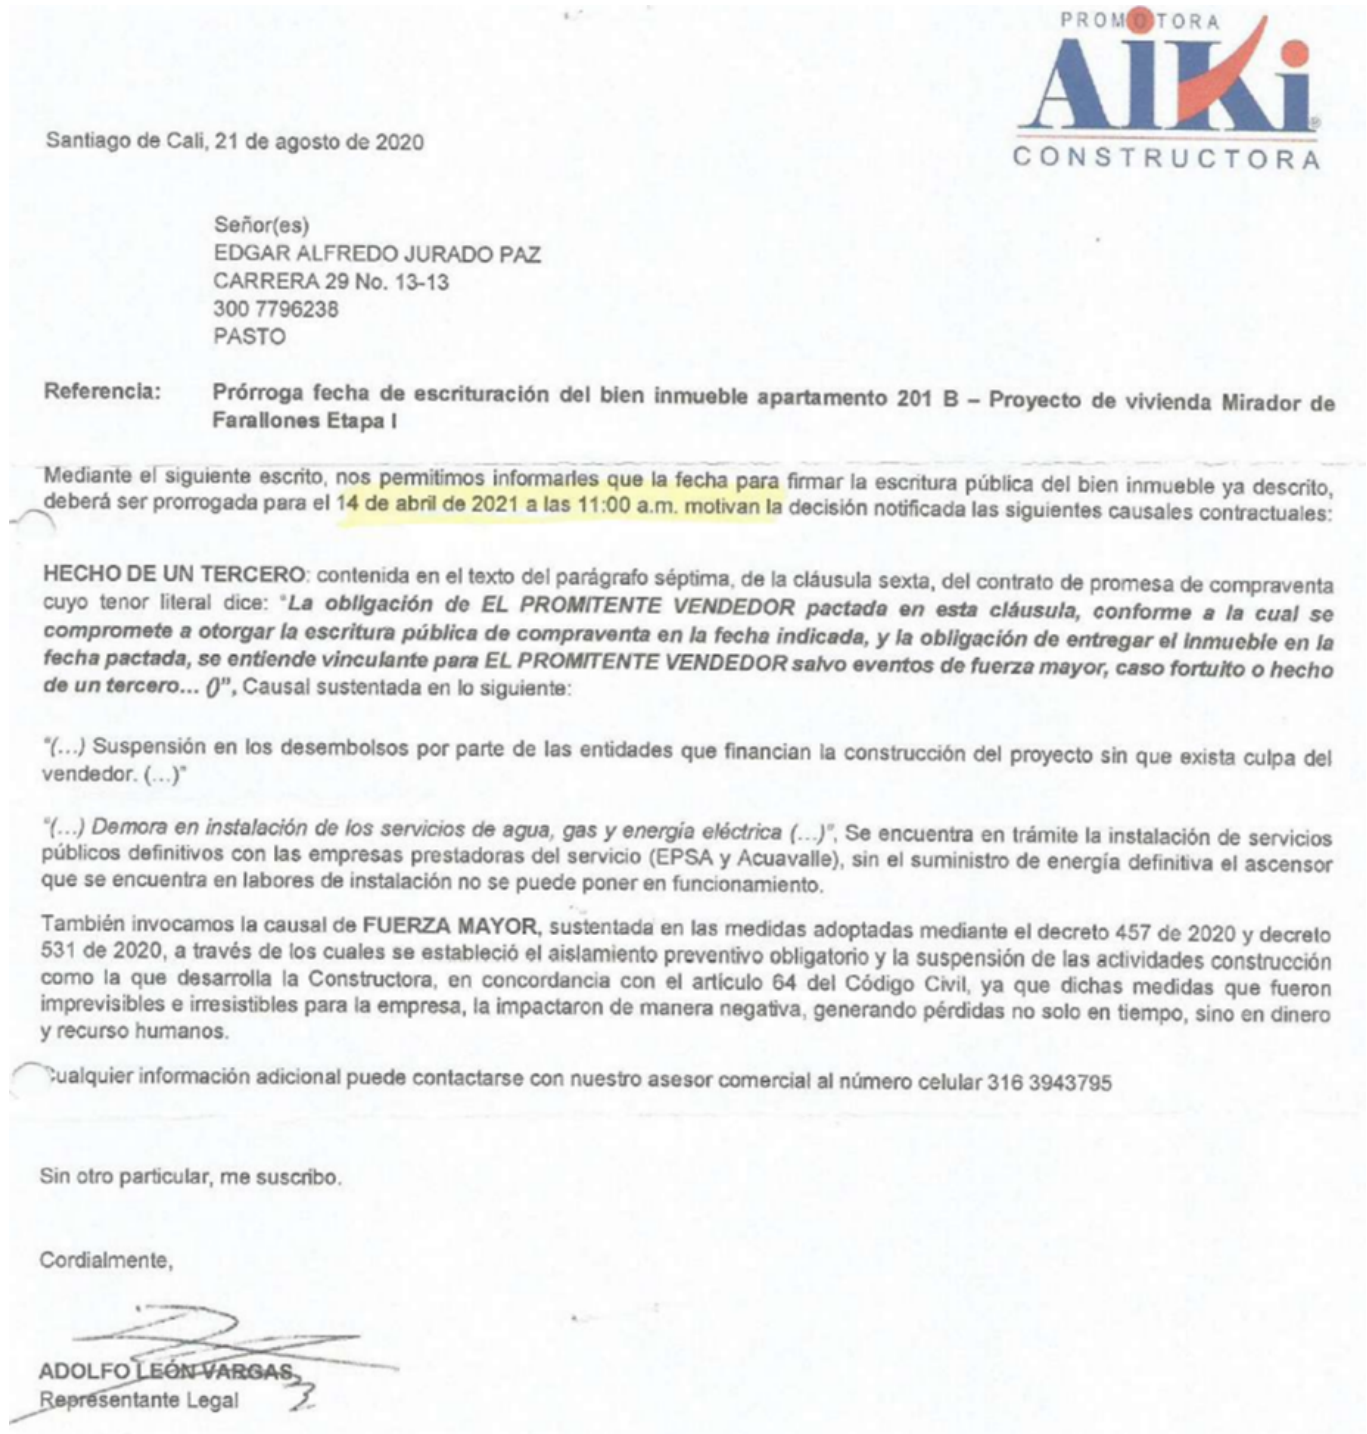 PROMOTORA
AiKi
CONSTRUCTORA
Santiago de Cali, 21 de agosto de 2020
Señor(es)
EDGAR ALFREDO JURADO PAZ
CARRERA 29 No. 13-13
300 7796238
PASTO
Referencia: Prórroga fecha de escrituración del bien inmueble apartamento 201 B – Proyecto de vivienda Mirador de
Farallones Etapa I
Mediante el siguiente escrito, nos permitimos informarles que la fecha para firmar la escritura pública del bien inmueble ya descrito,
deberá ser prorrogada para el 14 de abril de 2021 a las 11:00 a.m. motivan la decisión notificada las siguientes causales contractuales:
HECHO DE UN TERCERO: contenida en el texto del parágrafo séptima, de la cláusula sexta, del contrato de promesa de compraventa
cuyo tenor literal dice: "La obligación de EL PROMITENTE VENDEDOR pactada en esta cláusula, conforme a la cual se
compromete a otorgar la escritura pública de compraventa en la fecha indicada, y la obligación de entregar el inmueble en la
fecha pactada, se entiende vinculante para EL PROMITENTE VENDEDOR salvo eventos de fuerza mayor, caso fortuito o hecho
de un tercero... ()", Causal sustentada en lo siguiente:
"(...) Suspensión en los desembolsos por parte de las entidades que financian la construcción del proyecto sin que exista culpa del
vendedor. (...)"
"(...) Demora en instalación de los servicios de agua, gas y energía eléctrica (...)", Se encuentra en trámite la instalación de servicios
públicos definitivos con las empresas prestadoras del servicio (EPSA y Acuavalle), sin el suministro de energía definitiva el ascensor
que se encuentra en labores de instalación no se puede poner en funcionamiento.
También invocamos la causal de FUERZA MAYOR, sustentada en las medidas adoptadas mediante el decreto 457 de 2020 y decreto
531 de 2020, a través de los cuales se estableció el aislamiento preventivo obligatorio y la suspensión de las actividades construcción
como la que desarrolla la Constructora, en concordancia con el artículo 64 del Código Civil, ya que dichas medidas que fueron
imprevisibles e irresistibles para la empresa, la impactaron de manera negativa, generando pérdidas no solo en tiempo, sino en dinero
y recurso humanos.
Cualquier información adicional puede contactarse con nuestro asesor comercial al número celular 316 3943795
Sin otro particular, me suscribo.
Cordialmente,
ADOLFO LEÓN VARGAS
Representante Legal